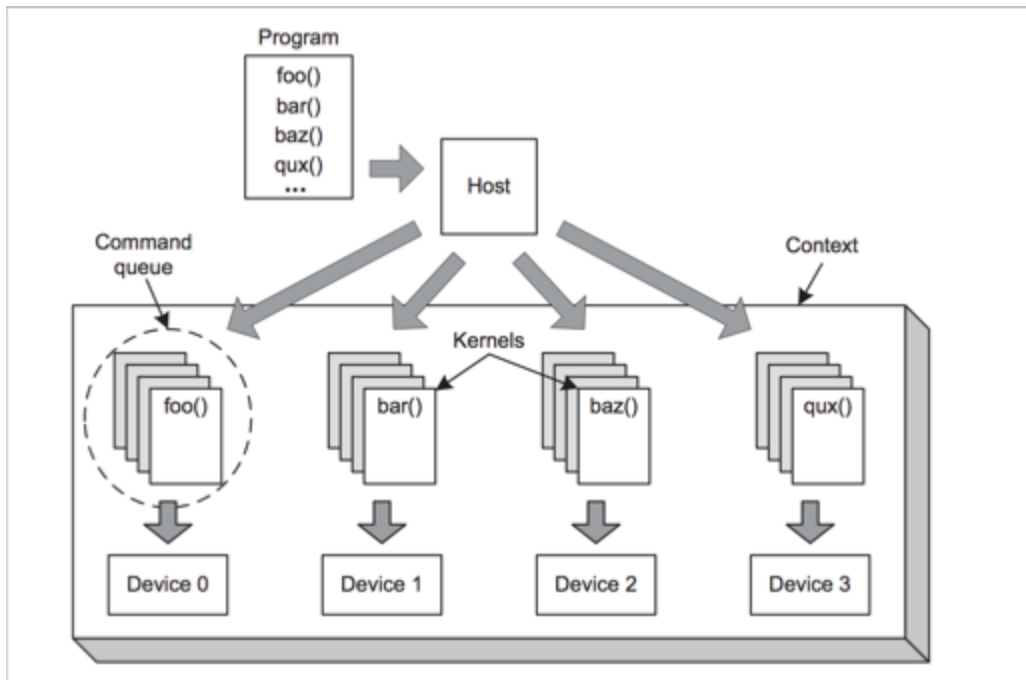 Program
foo()
bar()
baz()
qux()
...
Host
Command
queue
Context
Kernels
foo()
bar()
baz()
qux()
Device 0
Device 1
Device 2
Device 3